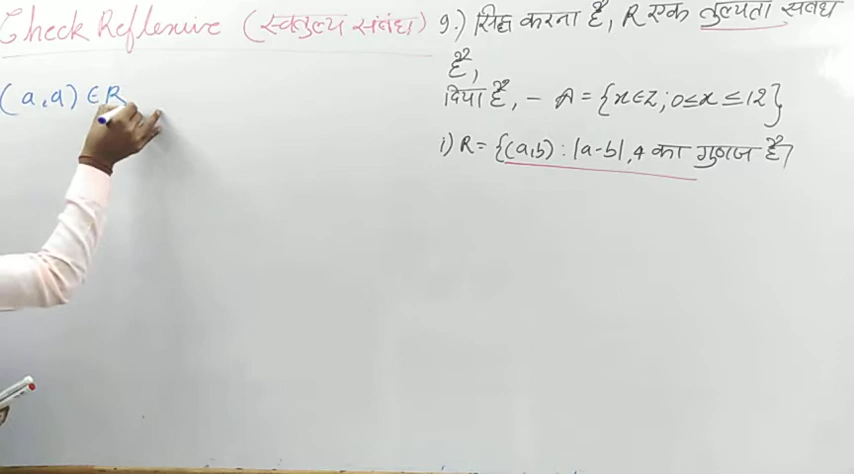 Check Reflexive (स्वतुल्य संबंध)
(a,a) ∈ R
9.) सिद्ध करना है, R एक तुल्यता संबंध
है,
दिया है, - A = {x∈Z; 0≤x≤12}
i) R = {(a,b) : |a-b|, 4 का गुणज है}